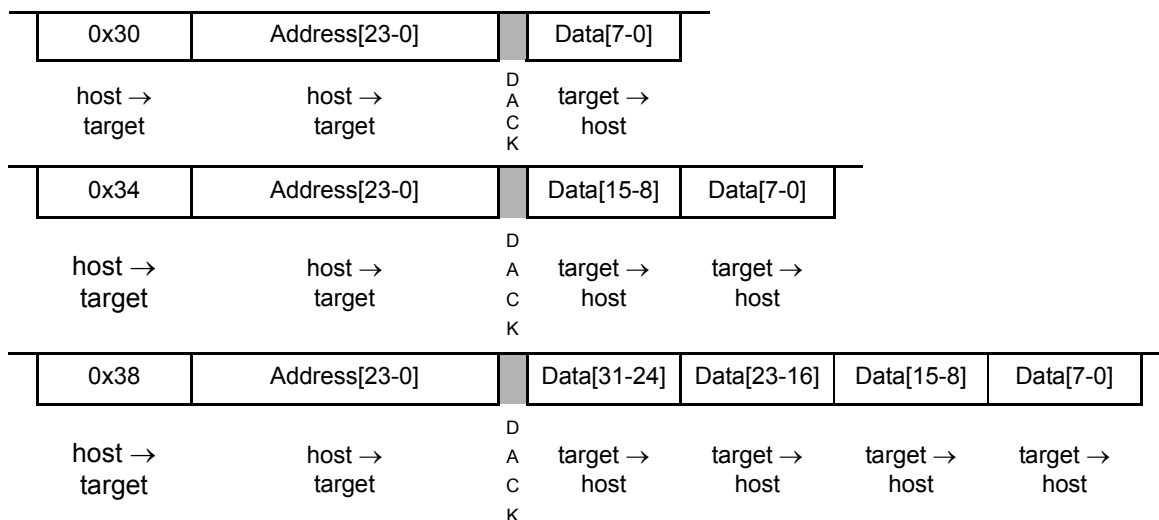 0x30 Address[23-0] Data[7-0]
host → host → D A C K target →
target target host
0x34 Address[23-0] Data[15-8] Data[7-0]
host → host → D A C K target → target →
target target host host
0x38 Address[23-0] Data[31-24] Data[23-16] Data[15-8] Data[7-0]
host → host → D A C K target → target → target → target →
target target host host host host